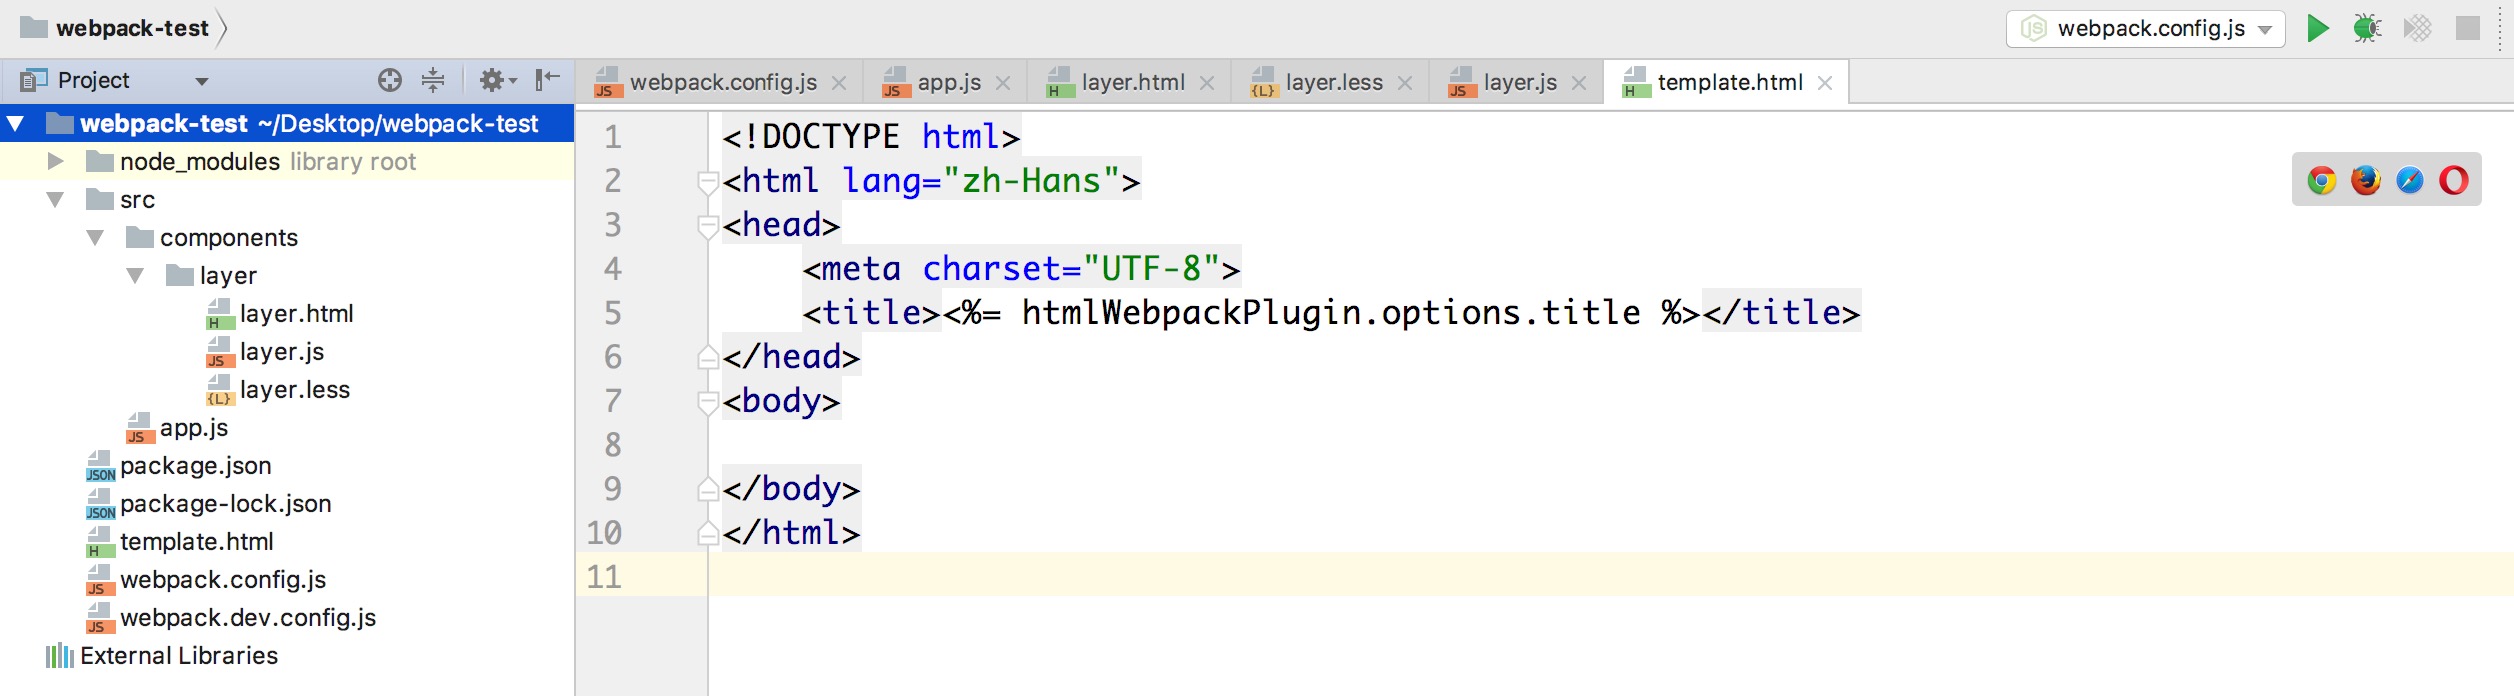 webpack-test
webpack.config.js
Project
webpack-test ~/Desktop/webpack-test
node_modules library root
src
components
layer
layer.html
layer.js
layer.less
app.js
package.json
package-lock.json
template.html
webpack.config.js
webpack.dev.config.js
External Libraries
webpack.config.js app.js layer.html layer.less layer.js template.html
1 <!DOCTYPE html>
2 <html lang="zh-Hans">
3 <head>
4 <meta charset="UTF-8">
5 <title><%= htmlWebpackPlugin.options.title %></title>
6 </head>
7 <body>
8
9 </body>
10 </html>
11